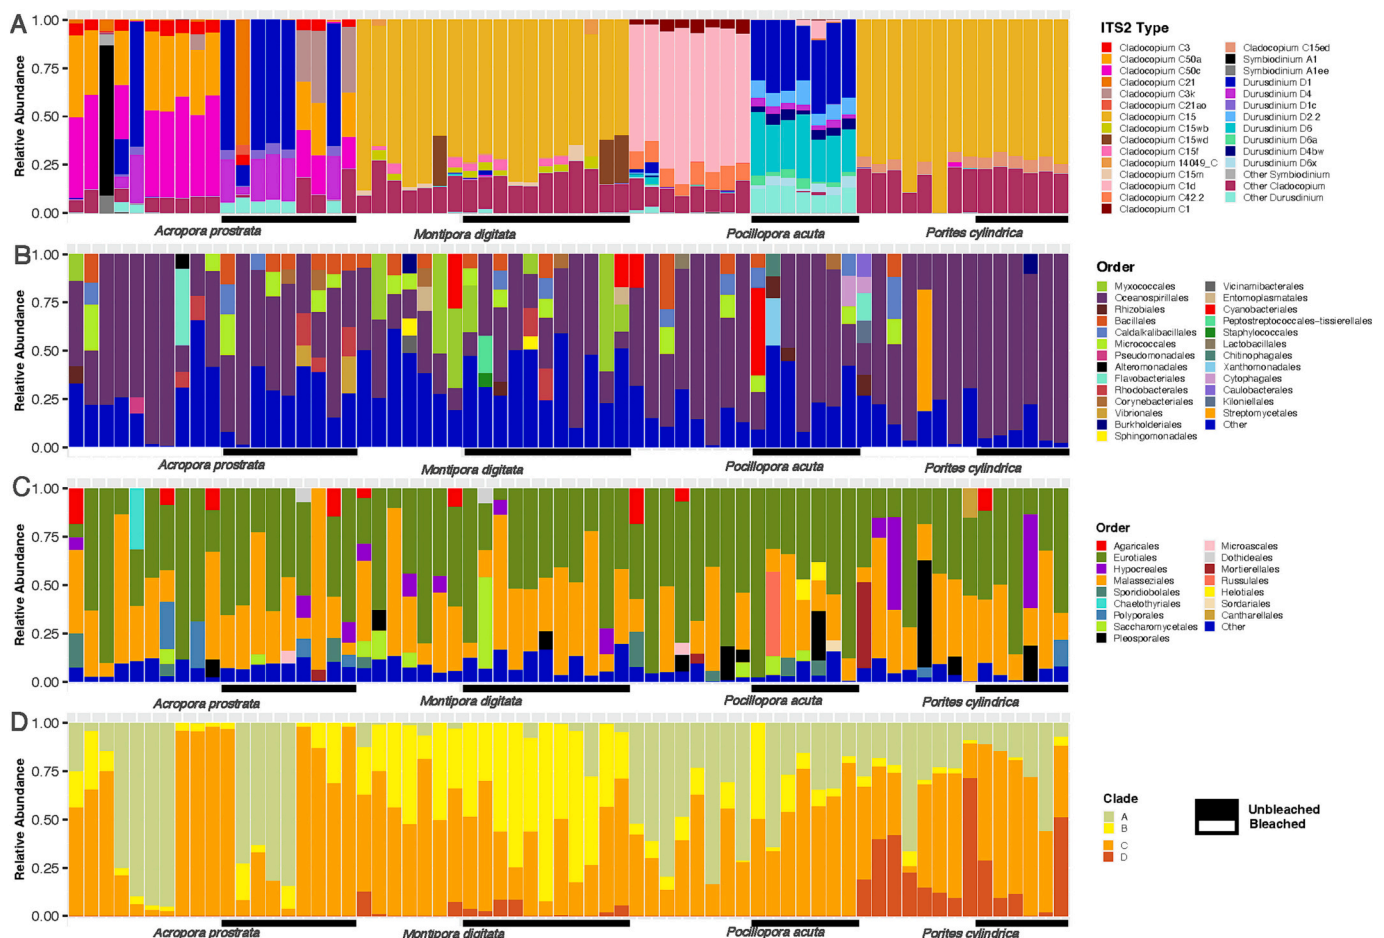 A
Relative Abundance
1.00
0.75
0.50
0.25
0.00
Acropora prostrata
Montipora digitata
Pocillopora acuta
Porites cylindrica
ITS2 Type
Cladocopium C3
Cladocopium C50a
Cladocopium C50c
Cladocopium C21
Cladocopium C3k
Cladocopium C21ao
Cladocopium C15
Cladocopium C15wb
Cladocopium C15wd
Cladocopium C15f
Cladocopium 14049_C
Cladocopium C15m
Cladocopium C1d
Cladocopium C42.2
Cladocopium C1
Cladocopium C15ed
Symbiodinium A1
Symbiodinium A1ee
Durusdinium D1
Durusdinium D4
Durusdinium D1c
Durusdinium D2.2
Durusdinium D6
Durusdinium D6a
Durusdinium D4bw
Durusdinium D6x
Other Symbiodinium
Other Cladocopium
Other Durusdinium
B
Relative Abundance
1.00
0.75
0.50
0.25
0.00
Acropora prostrata
Montipora digitata
Pocillopora acuta
Porites cylindrica
Order
Myxococcales
Oceanospirillales
Rhizobiales
Bacillales
Caldalkalibacillales
Micrococcales
Pseudomonadales
Alteromonadales
Flavobacteriales
Rhodobacterales
Corynebacteriales
Vibrionales
Burkholderiales
Sphingomonadales
Vicinamibacterales
Entomoplasmatales
Cyanobacteriales
Peptostreptococcales-tissierellales
Staphylococcales
Lactobacillales
Chitinophagales
Xanthomonadales
Cytophagales
Caulobacterales
Kiloniellales
Streptomycetales
Other
C
Relative Abundance
1.00
0.75
0.50
0.25
0.00
Acropora prostrata
Montipora digitata
Pocillopora acuta
Porites cylindrica
Order
Agaricales
Eurotiales
Hypocreales
Malasseziales
Sporidiobolales
Chaetothyriales
Polyporales
Saccharomycetales
Pleosporales
Microascales
Dothideales
Mortierellales
Russulales
Helotiales
Sordariales
Cantharellales
Other
D
Relative Abundance
1.00
0.75
0.50
0.25
0.00
Acropora prostrata
Montipora digitata
Pocillopora acuta
Porites cylindrica
Clade
A
B
C
D
Unbleached
Bleached